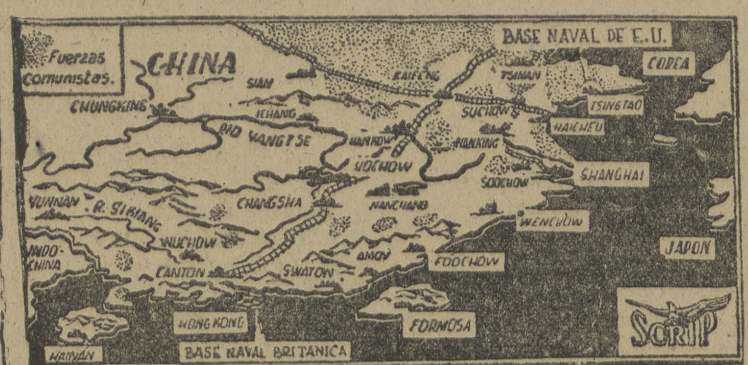 Fuerzas
comunistas.
CHINA
BASE NAVAL DE E.U.
COREA
SIAN
KAIFENG
TSINAN
CHUNGKING
ICHANG
SUCHOW
TSINGTAO
HAICHEU
RIO YANGTSE
HANKOW
NANKING
YOCHOW
SOOCHOW
SHANGHAI
YUNNAN
R. SIKIANG
CHANGSHA
NANCHANG
WENCHOW
WUCHOW
JAPON
INDO-
CHINA
CANTON
SWATOW
AMOY
FOOCHOW
HONG KONG
FORMOSA
HAINAN
BASE NAVAL BRITANICA
SCRIP